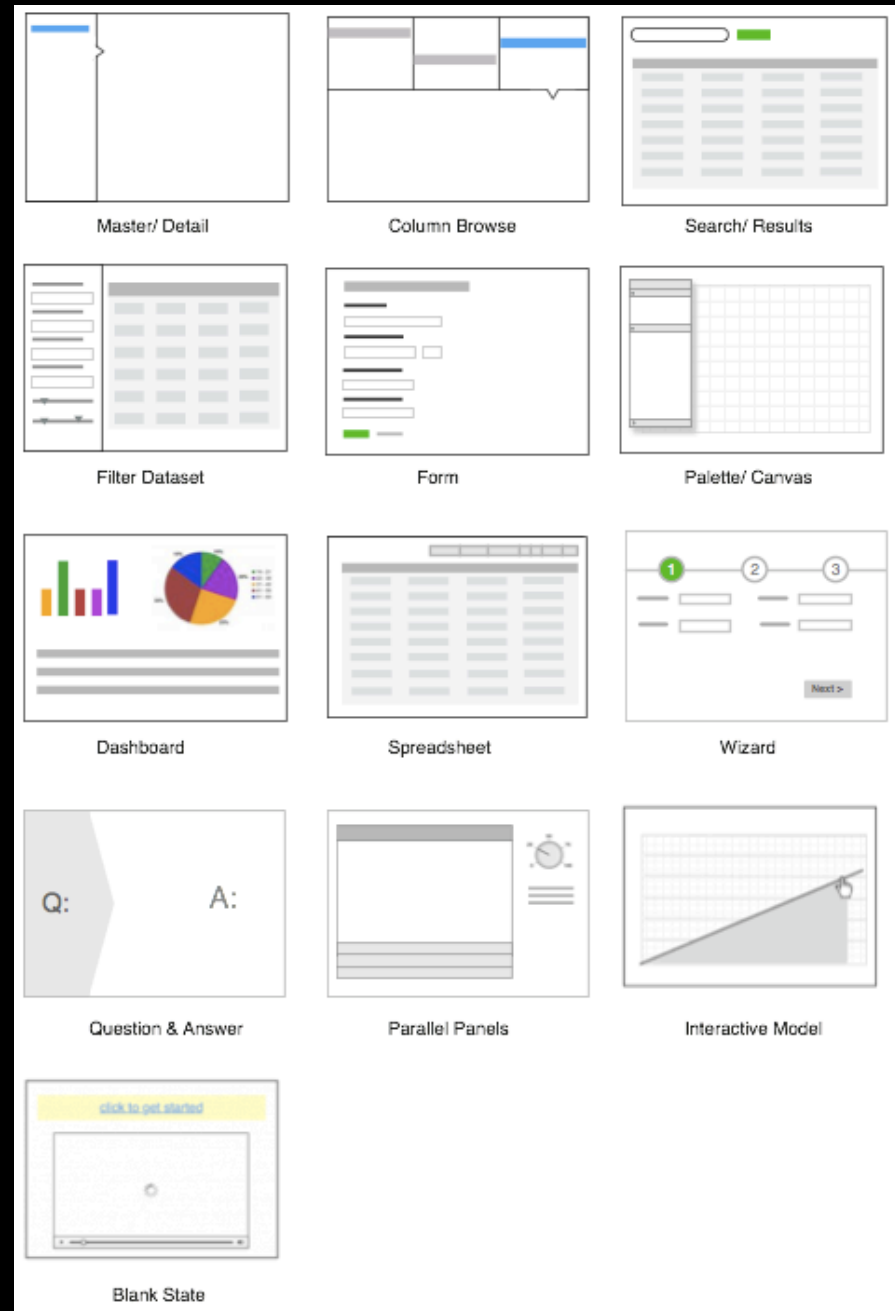 Master/ Detail
Column Browse
Search/ Results
Filter Dataset
Form
Palette/ Canvas
Dashboard
Spreadsheet
1
2
3
Next >
Wizard
Q:
A:
Question & Answer
Parallel Panels
Interactive Model
click to get started
Blank State